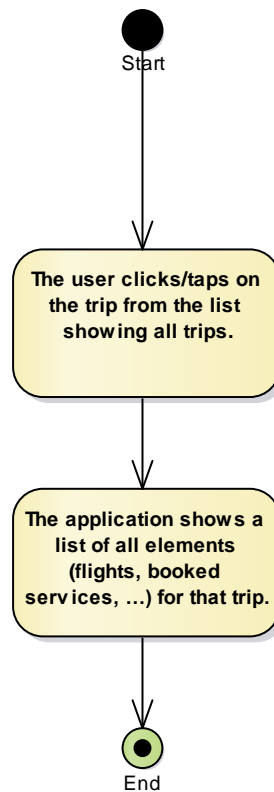 Start
The user clicks/taps on
the trip from the list
showing all trips.
The application shows a
list of all elements
(flights, booked
services, …) for that trip.
End